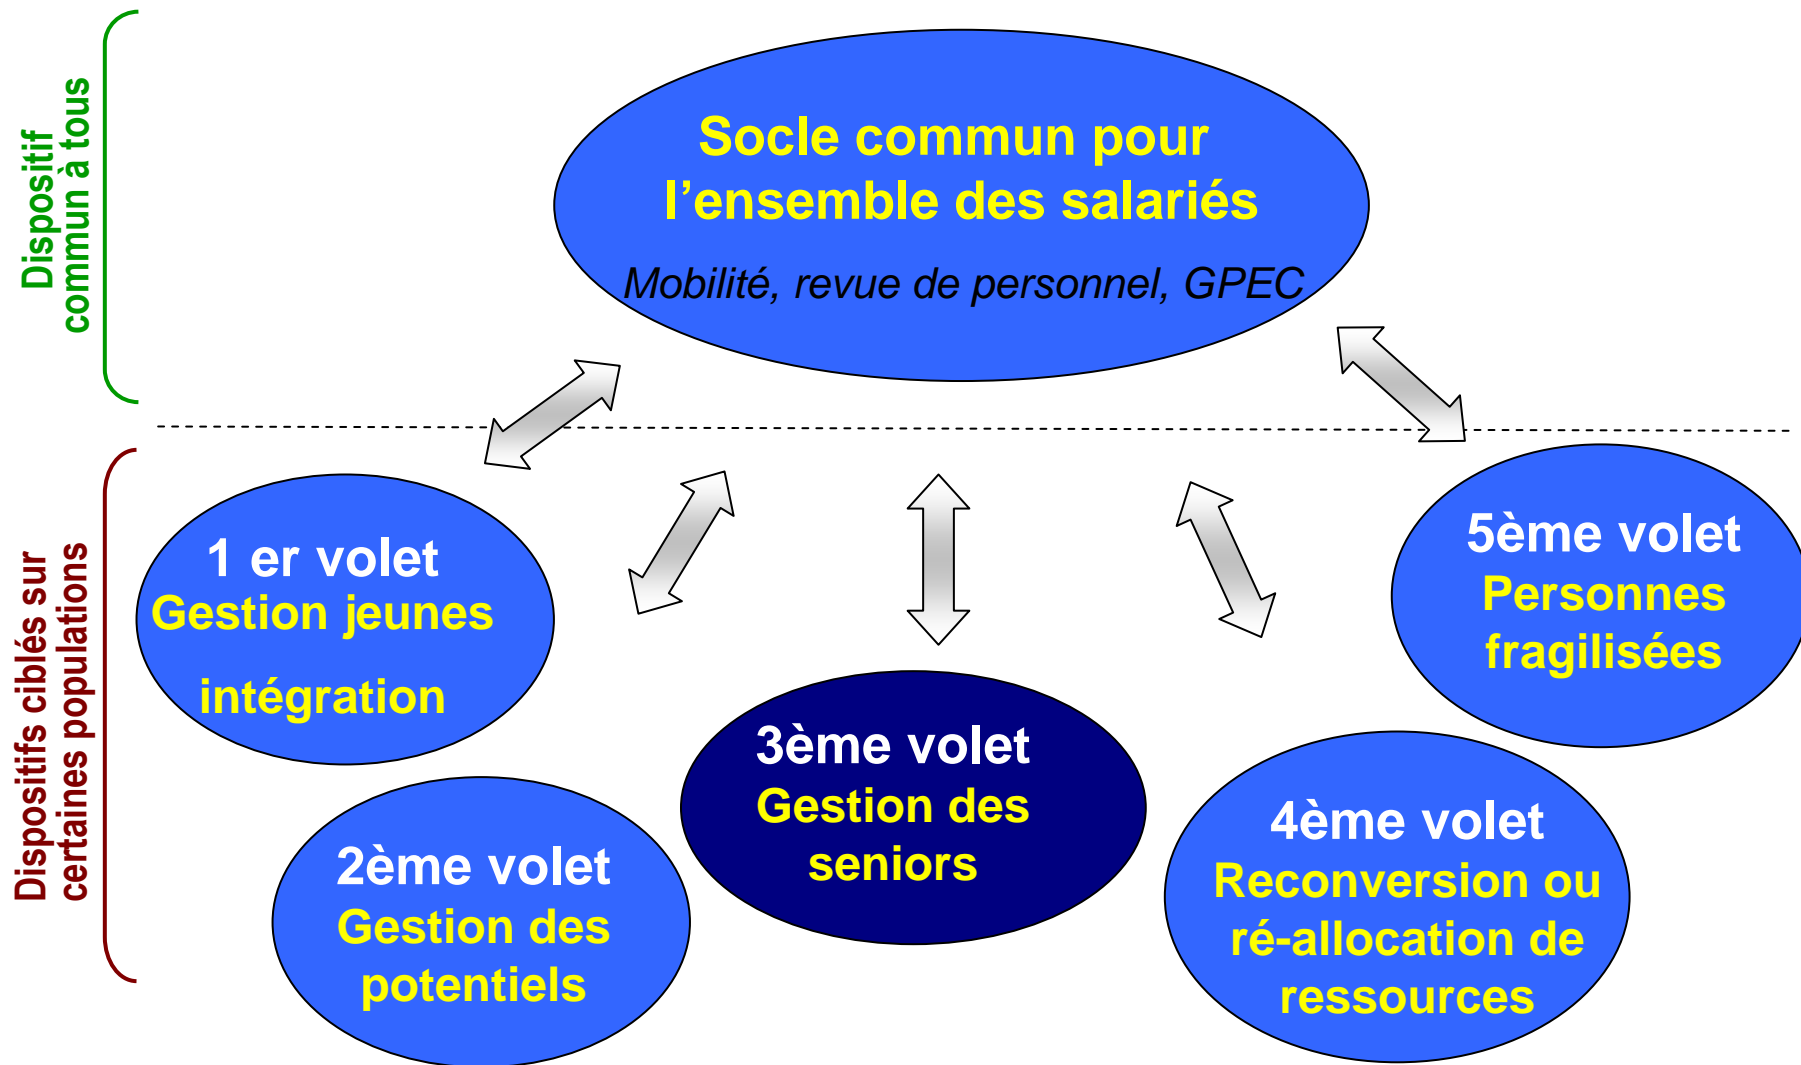 Dispositif
commun à tous
Socle commun pour
l’ensemble des salariés
Mobilité, revue de personnel, GPEC
Dispositifs ciblés sur
certaines populations
1 er volet
Gestion jeunes
intégration
2ème volet
Gestion des
potentiels
3ème volet
Gestion des
seniors
4ème volet
Reconversion ou
ré-allocation de
ressources
5ème volet
Personnes
fragilisées